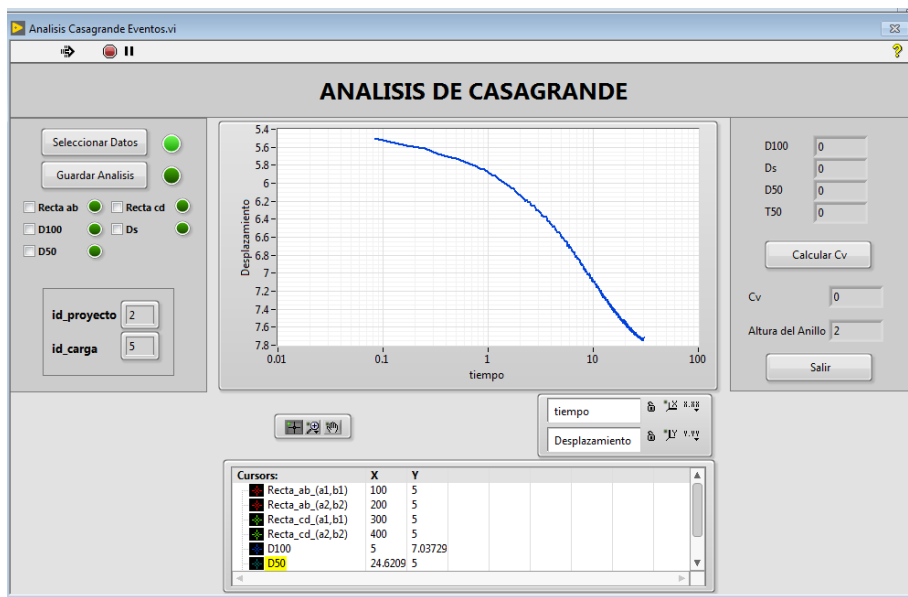 Analisis Casagrande Eventos.vi
ANALISIS DE CASAGRANDE
Seleccionar Datos
Guardar Analisis
Recta ab Recta cd
D100 Ds
D50
id_proyecto 2
id_carga 5
Desplazamiento
5.4
5.6
5.8
6
6.2
6.4
6.6
6.8
7
7.2
7.4
7.6
7.8
0.01 0.1 1 10 100
tiempo
D100 0
Ds 0
D50 0
T50 0
Calcular Cv
Cv 0
Altura del Anillo 2
Salir
tiempo
Desplazamiento
Cursors: X Y
Recta_ab_(a1,b1) 100 5
Recta_ab_(a2,b2) 200 5
Recta_cd_(a1,b1) 300 5
Recta_cd_(a2,b2) 400 5
D100 5 7.03729
D50 24.6209 5